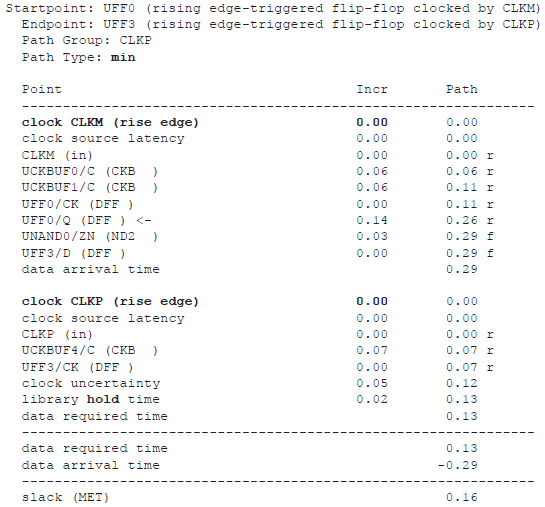 Startpoint: UFF0 (rising edge-triggered flip-flop clocked by CLKM)
Endpoint: UFF3 (rising edge-triggered flip-flop clocked by CLKP)
Path Group: CLKP
Path Type: min
Point Incr Path
------------------------------------------------------------
clock CLKM (rise edge) 0.00 0.00
clock source latency 0.00 0.00
CLKM (in) 0.00 0.00 r
UCKBUF0/C (CKB ) 0.06 0.06 r
UCKBUF1/C (CKB ) 0.06 0.11 r
UFF0/CK (DFF ) 0.00 0.11 r
UFF0/Q (DFF ) <- 0.14 0.26 r
UNAND0/ZN (ND2 ) 0.03 0.29 f
UFF3/D (DFF ) 0.00 0.29 f
data arrival time 0.29
clock CLKP (rise edge) 0.00 0.00
clock source latency 0.00 0.00
CLKP (in) 0.00 0.00 r
UCKBUF4/C (CKB ) 0.07 0.07 r
UFF3/CK (DFF ) 0.00 0.07 r
clock uncertainty 0.05 0.12
library hold time 0.02 0.13
data required time 0.13
------------------------------------------------------------
data required time 0.13
data arrival time -0.29
------------------------------------------------------------
slack (MET) 0.16